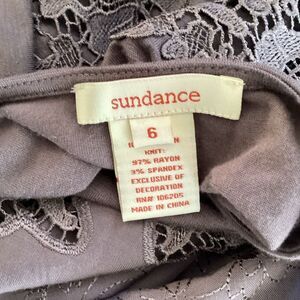 sundance
6
KNIT:
97% RAYON
3% SPANDEX
EXCLUSIVE OF
DECORATION
RN# 106205
MADE IN CHINA